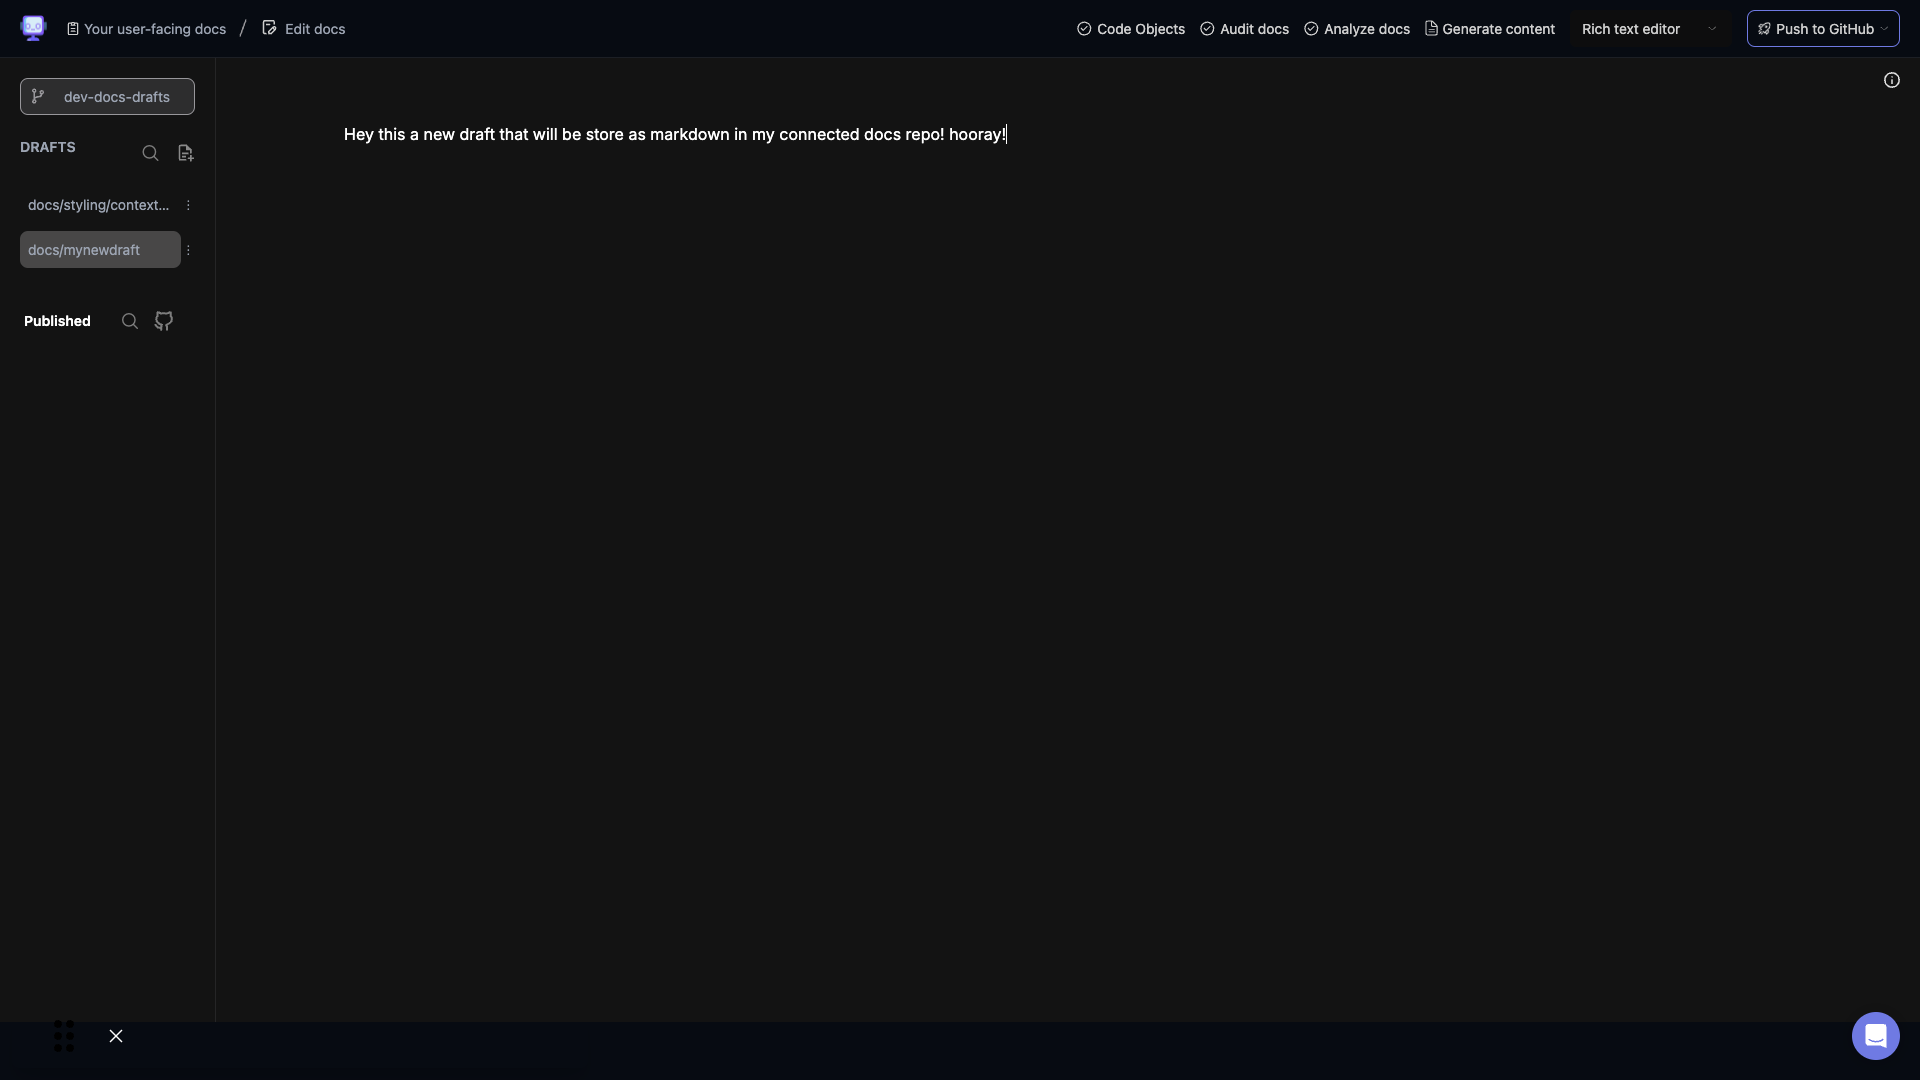 Your user-facing docs / Edit docs Code Objects Audit docs Analyze docs Generate content Rich text editor Push to GitHub
dev-docs-drafts
Hey this a new draft that will be store as markdown in my connected docs repo! hooray!
DRAFTS
docs/styling/context...
docs/mynewdraft
Published